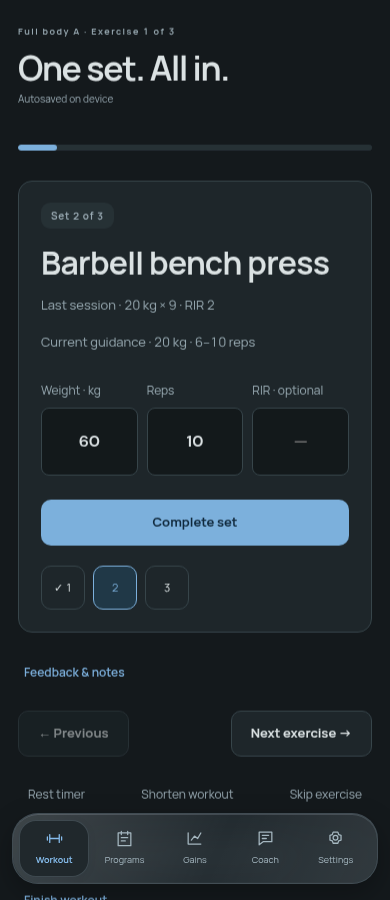 Full body A · Exercise 1 of 3
One set. All in.
Autosaved on device
Set 2 of 3
Barbell bench press
Last session · 20 kg × 9 · RIR 2
Current guidance · 20 kg · 6–10 reps
Weight · kg Reps RIR · optional
60 10 —
Complete set
✓ 1 2 3
Feedback & notes
← Previous Next exercise →
Rest timer Shorten workout Skip exercise
Workout Programs Gains Coach Settings
Finish workout